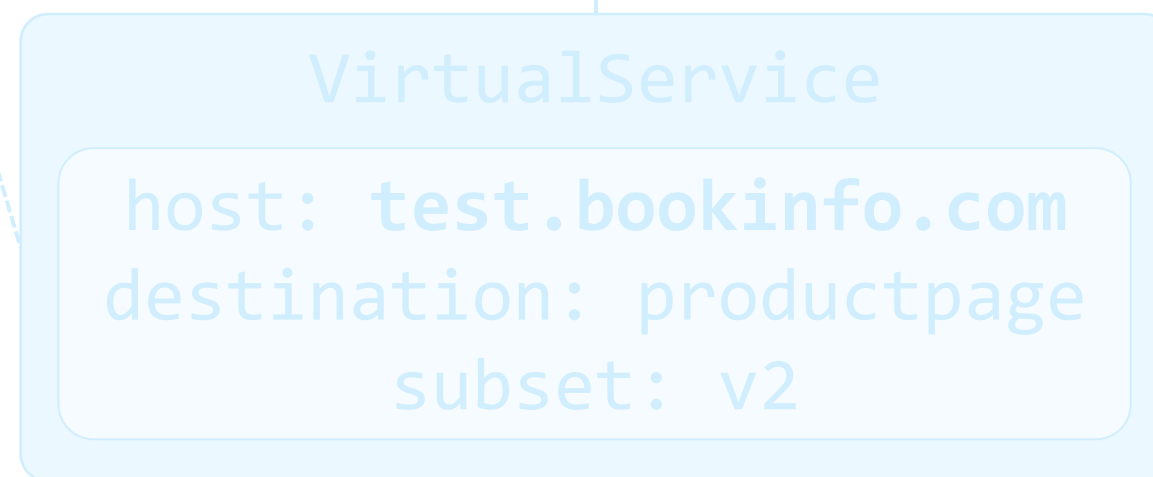 VirtualService
host: test.bookinfo.com
destination: productpage
subset: v2